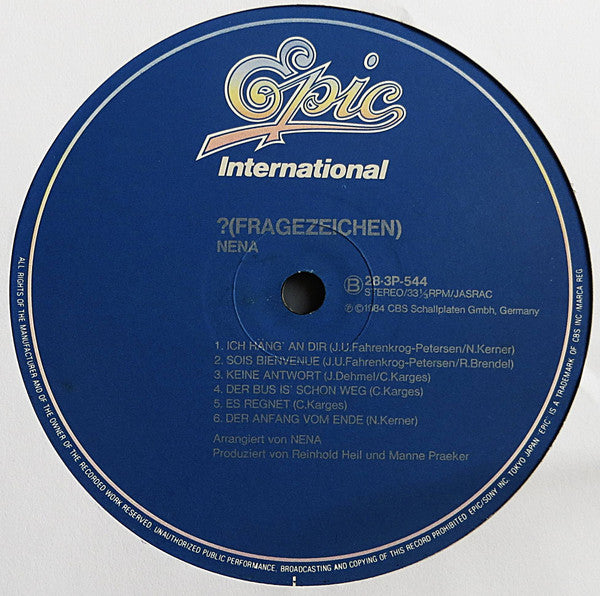 Epic
International
?(FRAGEZEICHEN)
NENA
B 28·3P-544
STEREO/33⅓RPM/JASRAC
Ⓟ©1984 CBS Schallplaten Gmbh, Germany
1. ICH HÄNG' AN DIR (J.U.Fahrenkrog-Petersen/N.Kerner)
2. SOIS BIENVENUE (J.U.Fahrenkrog-Petersen/R.Brendel)
3. KEINE ANTWORT (J.Dehmel/C.Karges)
4. DER BUS IS' SCHON WEG (C.Karges)
5. ES REGNET (C.Karges)
6. DER ANFANG VOM ENDE (N.Kerner)
Arrangiert von NENA
Produziert von Reinhold Heil und Manne Praeker
ALL RIGHTS OF THE MANUFACTURER AND OF THE OWNER OF THE RECORDED WORK RESERVED. UNAUTHORIZED PUBLIC PERFORMANCE, BROADCASTING AND COPYING OF THIS RECORD PROHIBITED EPIC/SONY INC. TOKYO JAPAN "EPIC" IS A TRADEMARK OF CBS INC./MARCA REG.